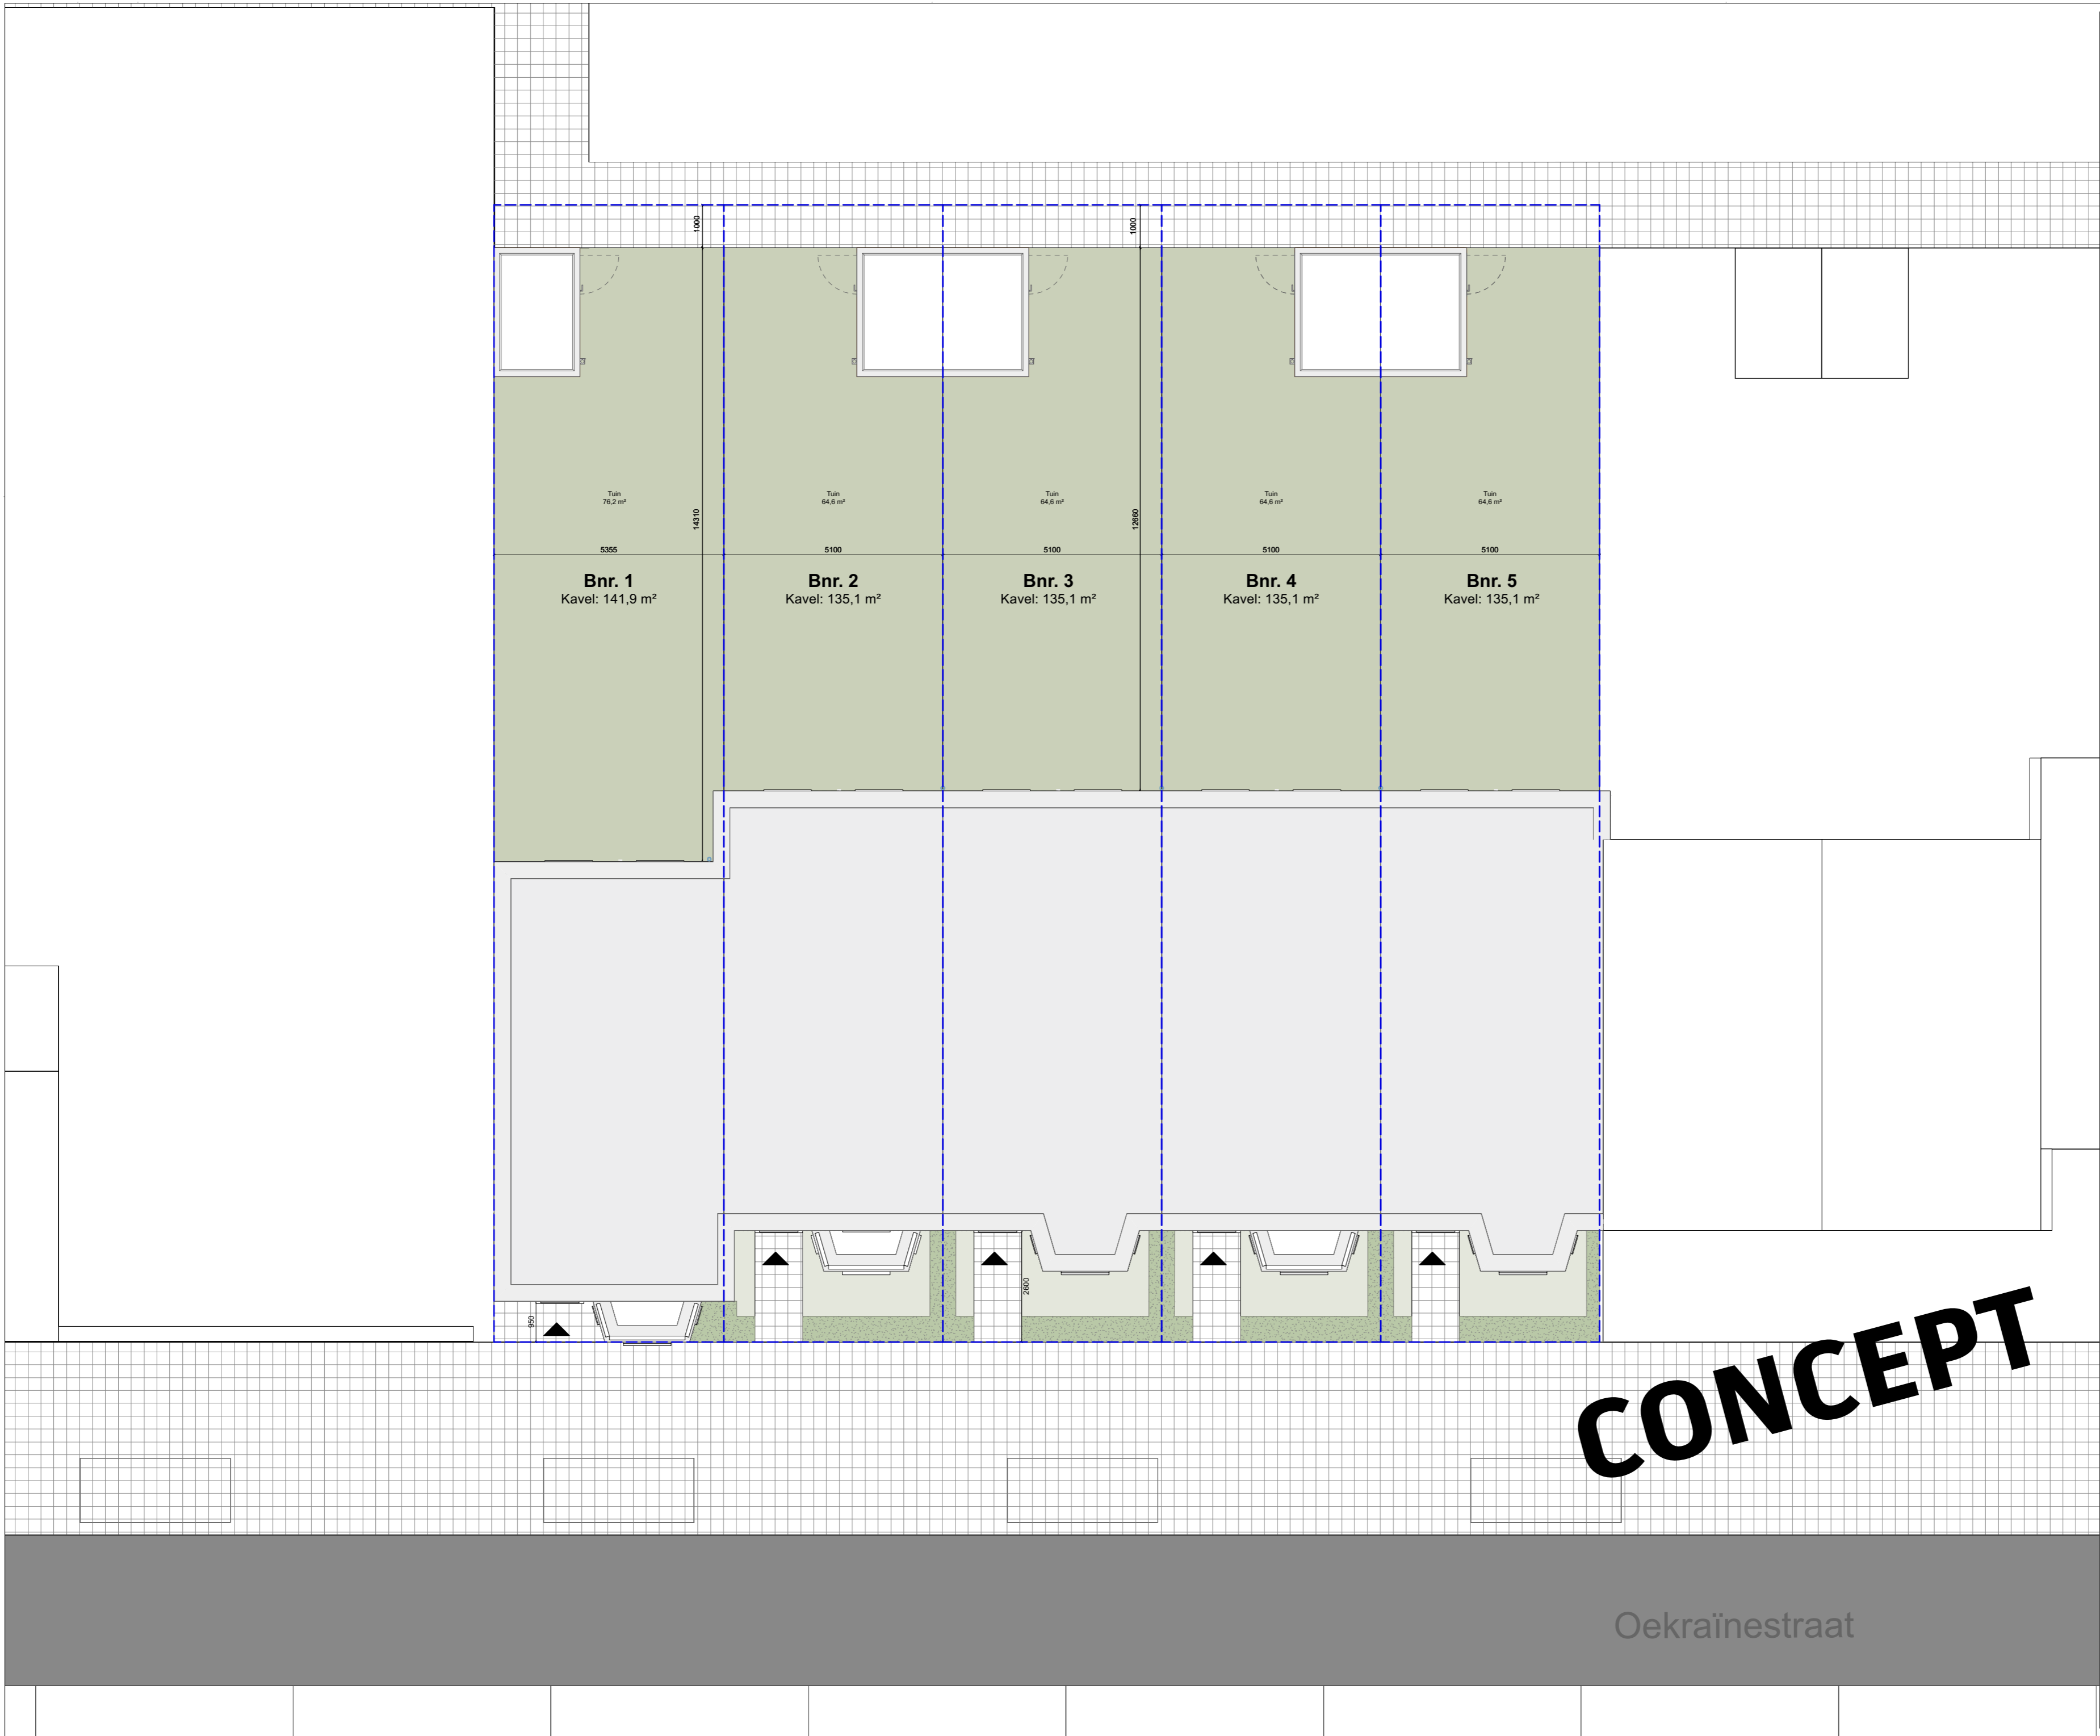 1000
1000
Tuin
76,2 m²
Tuin
64,6 m²
Tuin
64,6 m²
Tuin
64,6 m²
Tuin
64,6 m²
14310
12660
5355
5100
5100
5100
5100
Bnr. 1
Kavel: 141,9 m²
Bnr. 2
Kavel: 135,1 m²
Bnr. 3
Kavel: 135,1 m²
Bnr. 4
Kavel: 135,1 m²
Bnr. 5
Kavel: 135,1 m²
2600
950
CONCEPT
Oekraïnestraat